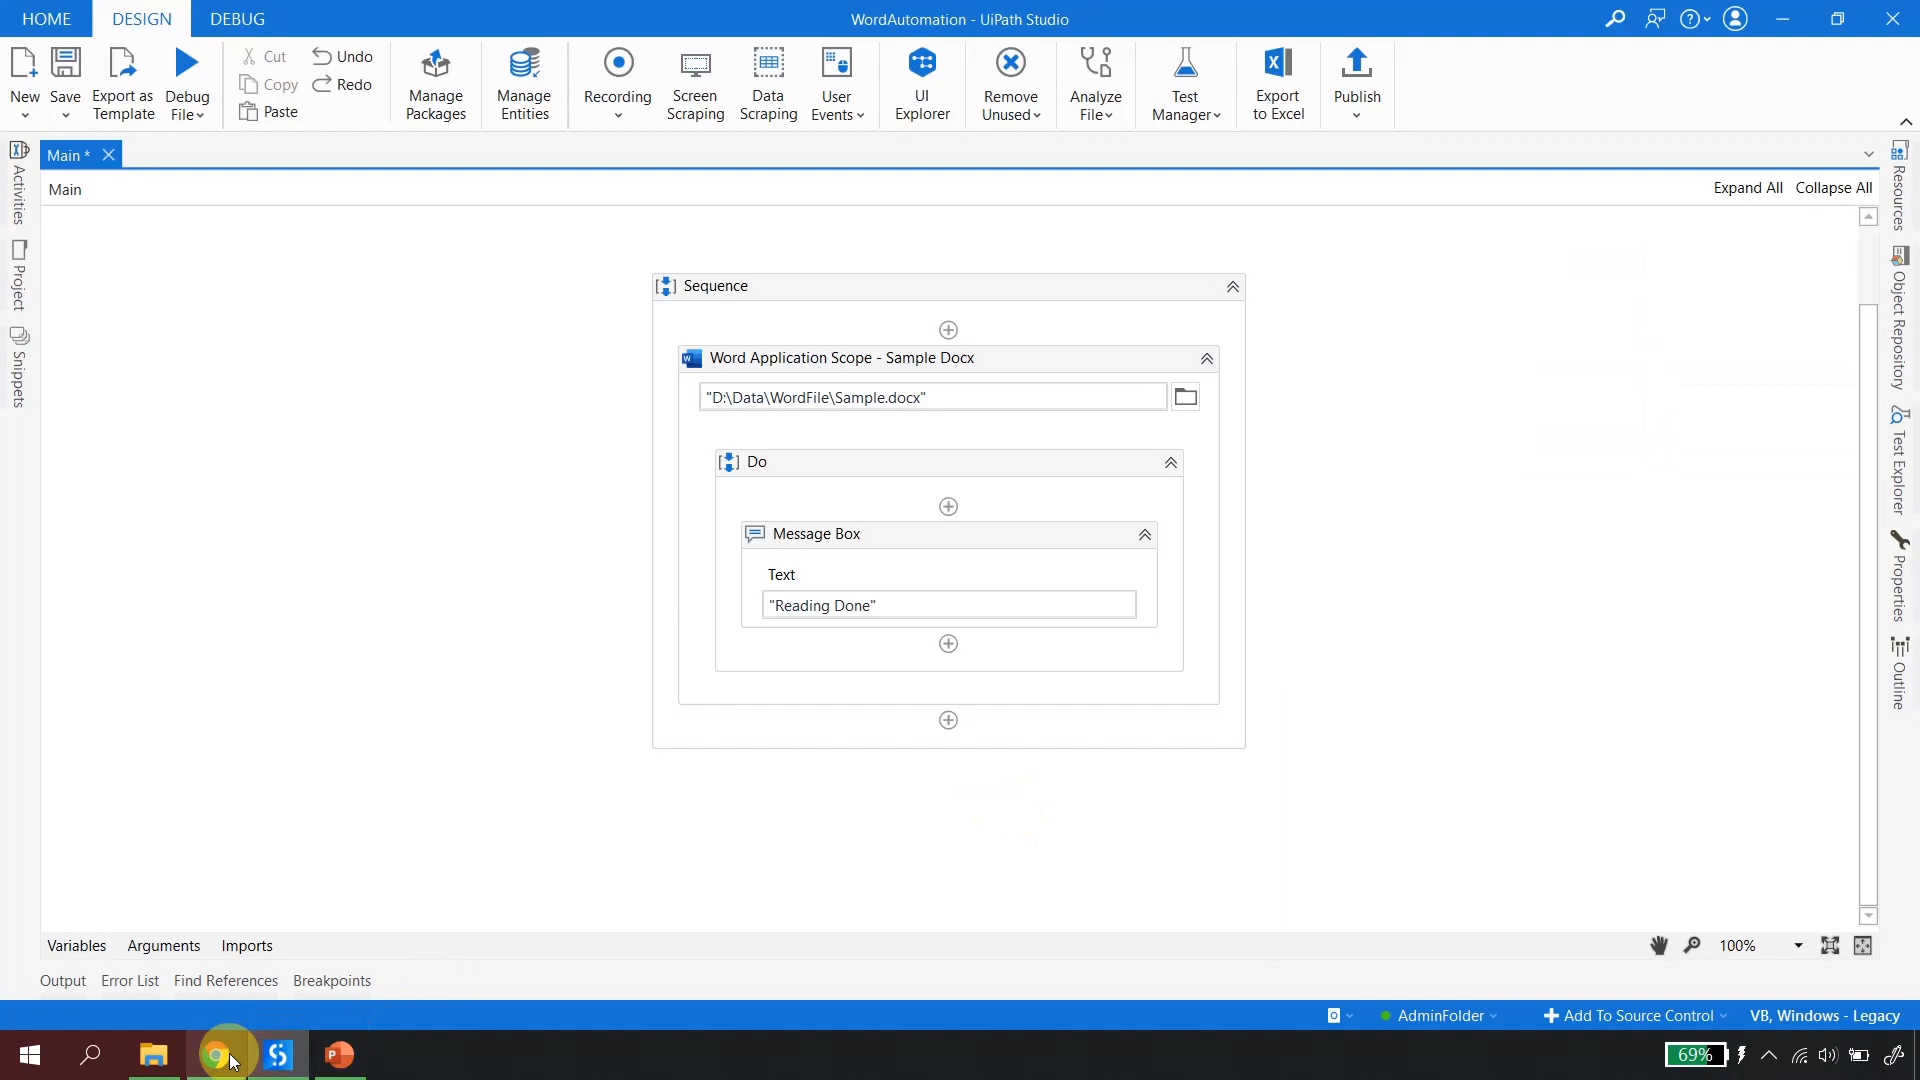 HOME DESIGN DEBUG WordAutomation - UiPath Studio
New Save Export as Template Debug File Cut Copy Paste Undo Redo Manage Packages Manage Entities Recording Screen Scraping Data Scraping User Events UI Explorer Remove Unused Analyze File Test Manager Export to Excel Publish
Main *
Main Expand All Collapse All
Activities
Project
Snippets
Sequence
Word Application Scope - Sample Docx
"D:\Data\WordFile\Sample.docx"
Do
Message Box
Text
"Reading Done"
Resources
Object Repository
Test Explorer
Properties
Outline
Variables Arguments Imports 100%
Output Error List Find References Breakpoints
AdminFolder Add To Source Control VB, Windows - Legacy
69%